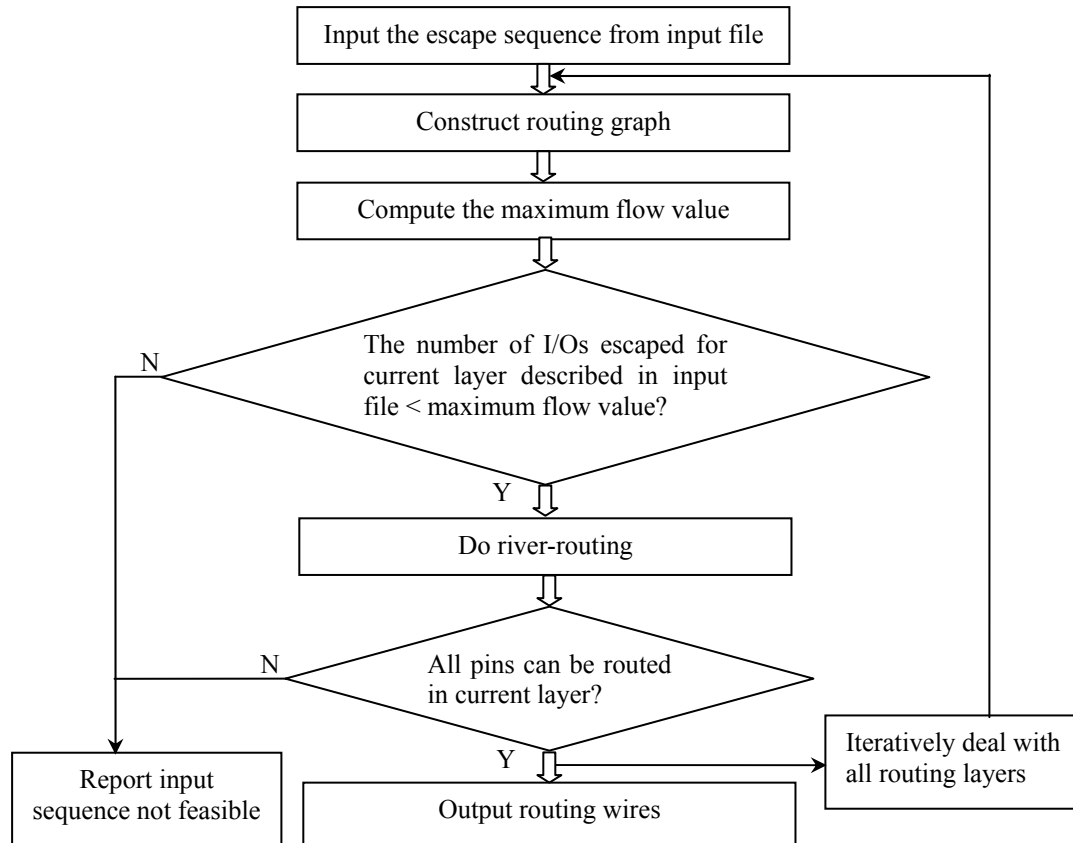 Input the escape sequence from input file
Construct routing graph
Compute the maximum flow value
N
The number of I/Os escaped for
current layer described in input
file < maximum flow value?
Y
Do river-routing
N
All pins can be routed
in current layer?
Y
Iteratively deal with
all routing layers
Report input
sequence not feasible
Output routing wires